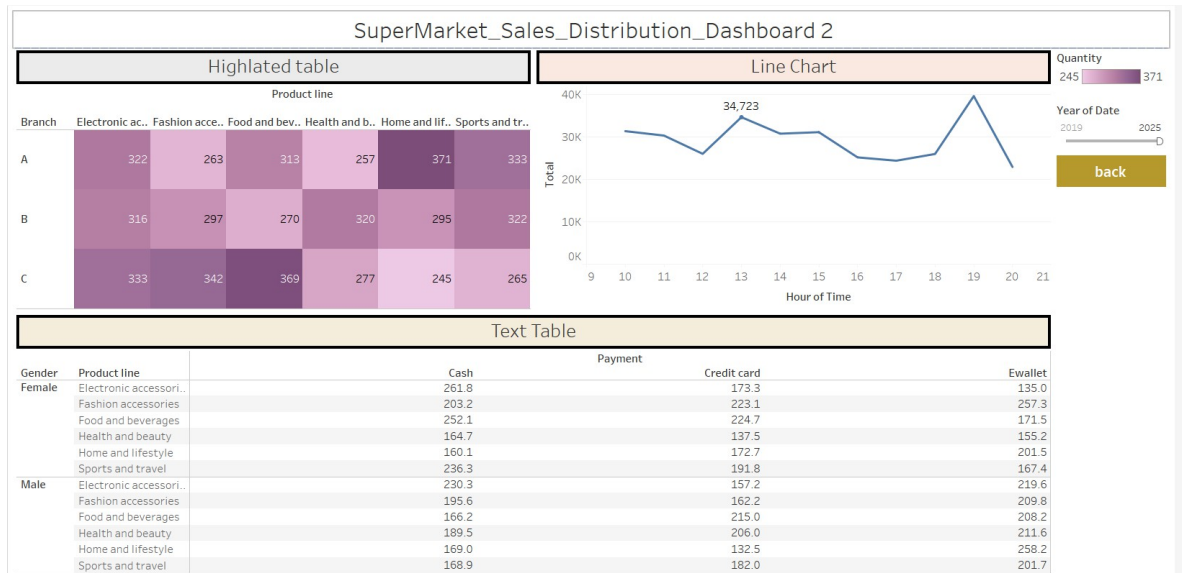 SuperMarket_Sales_Distribution_Dashboard 2
Highlated table
Product line
Branch Electronic ac.. Fashion acce.. Food and bev.. Health and b.. Home and lif.. Sports and tr..
A 322 263 313 257 371 333
B 316 297 270 320 295 322
C 333 342 369 277 245 265
Line Chart
40K
30K
20K
10K
0K
Total
34,723
9 10 11 12 13 14 15 16 17 18 19 20 21
Hour of Time
Quantity
245 371
Year of Date
2019 2025
back
Text Table
Payment
Gender Product line Cash Credit card Ewallet
Female Electronic accessori.. 261.8 173.3 135.0
Fashion accessories 203.2 223.1 257.3
Food and beverages 252.1 224.7 171.5
Health and beauty 164.7 137.5 155.2
Home and lifestyle 160.1 172.7 201.5
Sports and travel 236.3 191.8 167.4
Male Electronic accessori.. 230.3 157.2 219.6
Fashion accessories 195.6 162.2 209.8
Food and beverages 166.2 215.0 208.2
Health and beauty 189.5 206.0 211.6
Home and lifestyle 169.0 132.5 258.2
Sports and travel 168.9 182.0 201.7